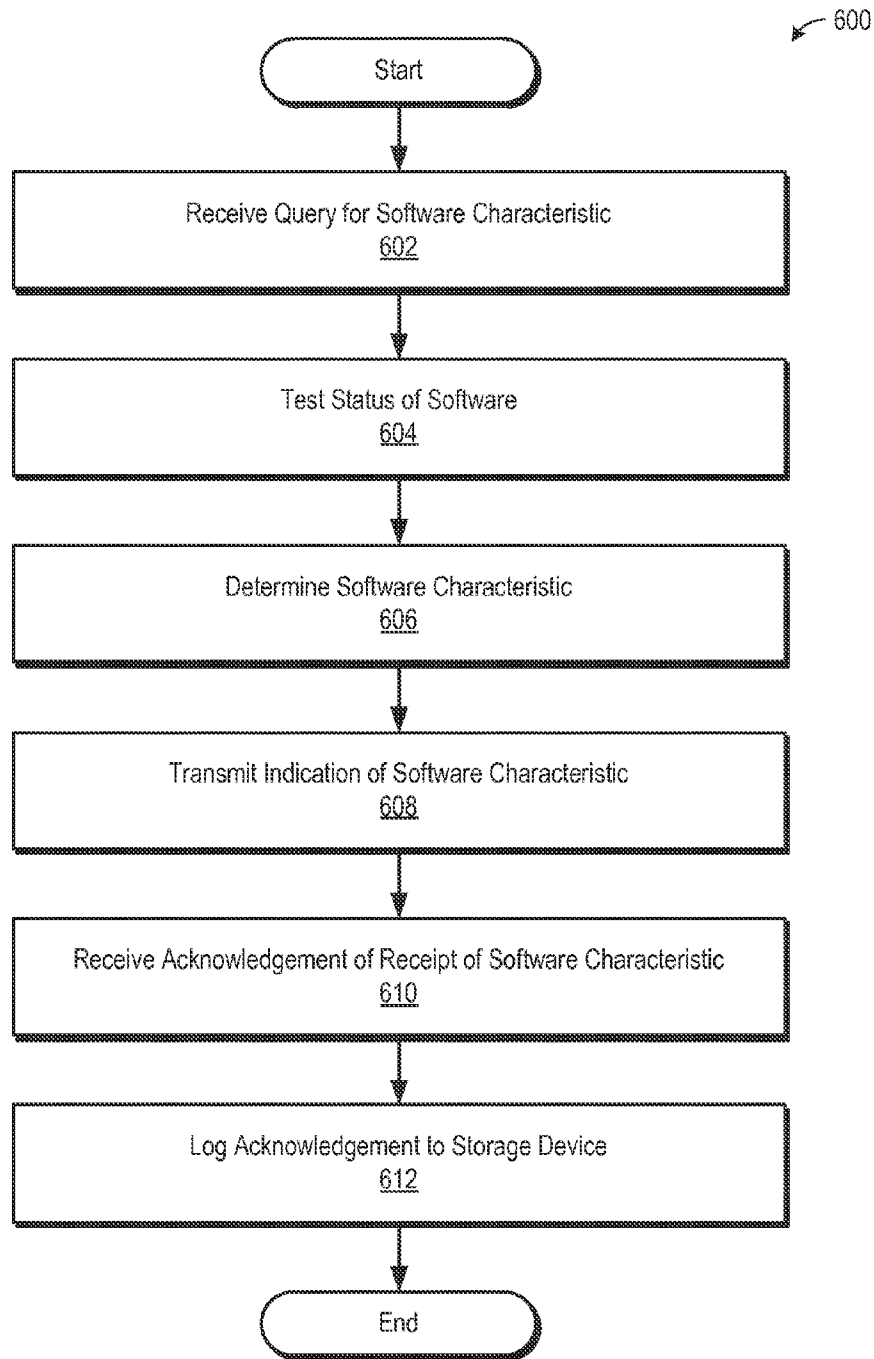 600
Start
Receive Query for Software Characteristic
602
Test Status of Software
604
Determine Software Characteristic
606
Transmit Indication of Software Characteristic
608
Receive Acknowledgement of Receipt of Software Characteristic
610
Log Acknowledgement to Storage Device
612
End